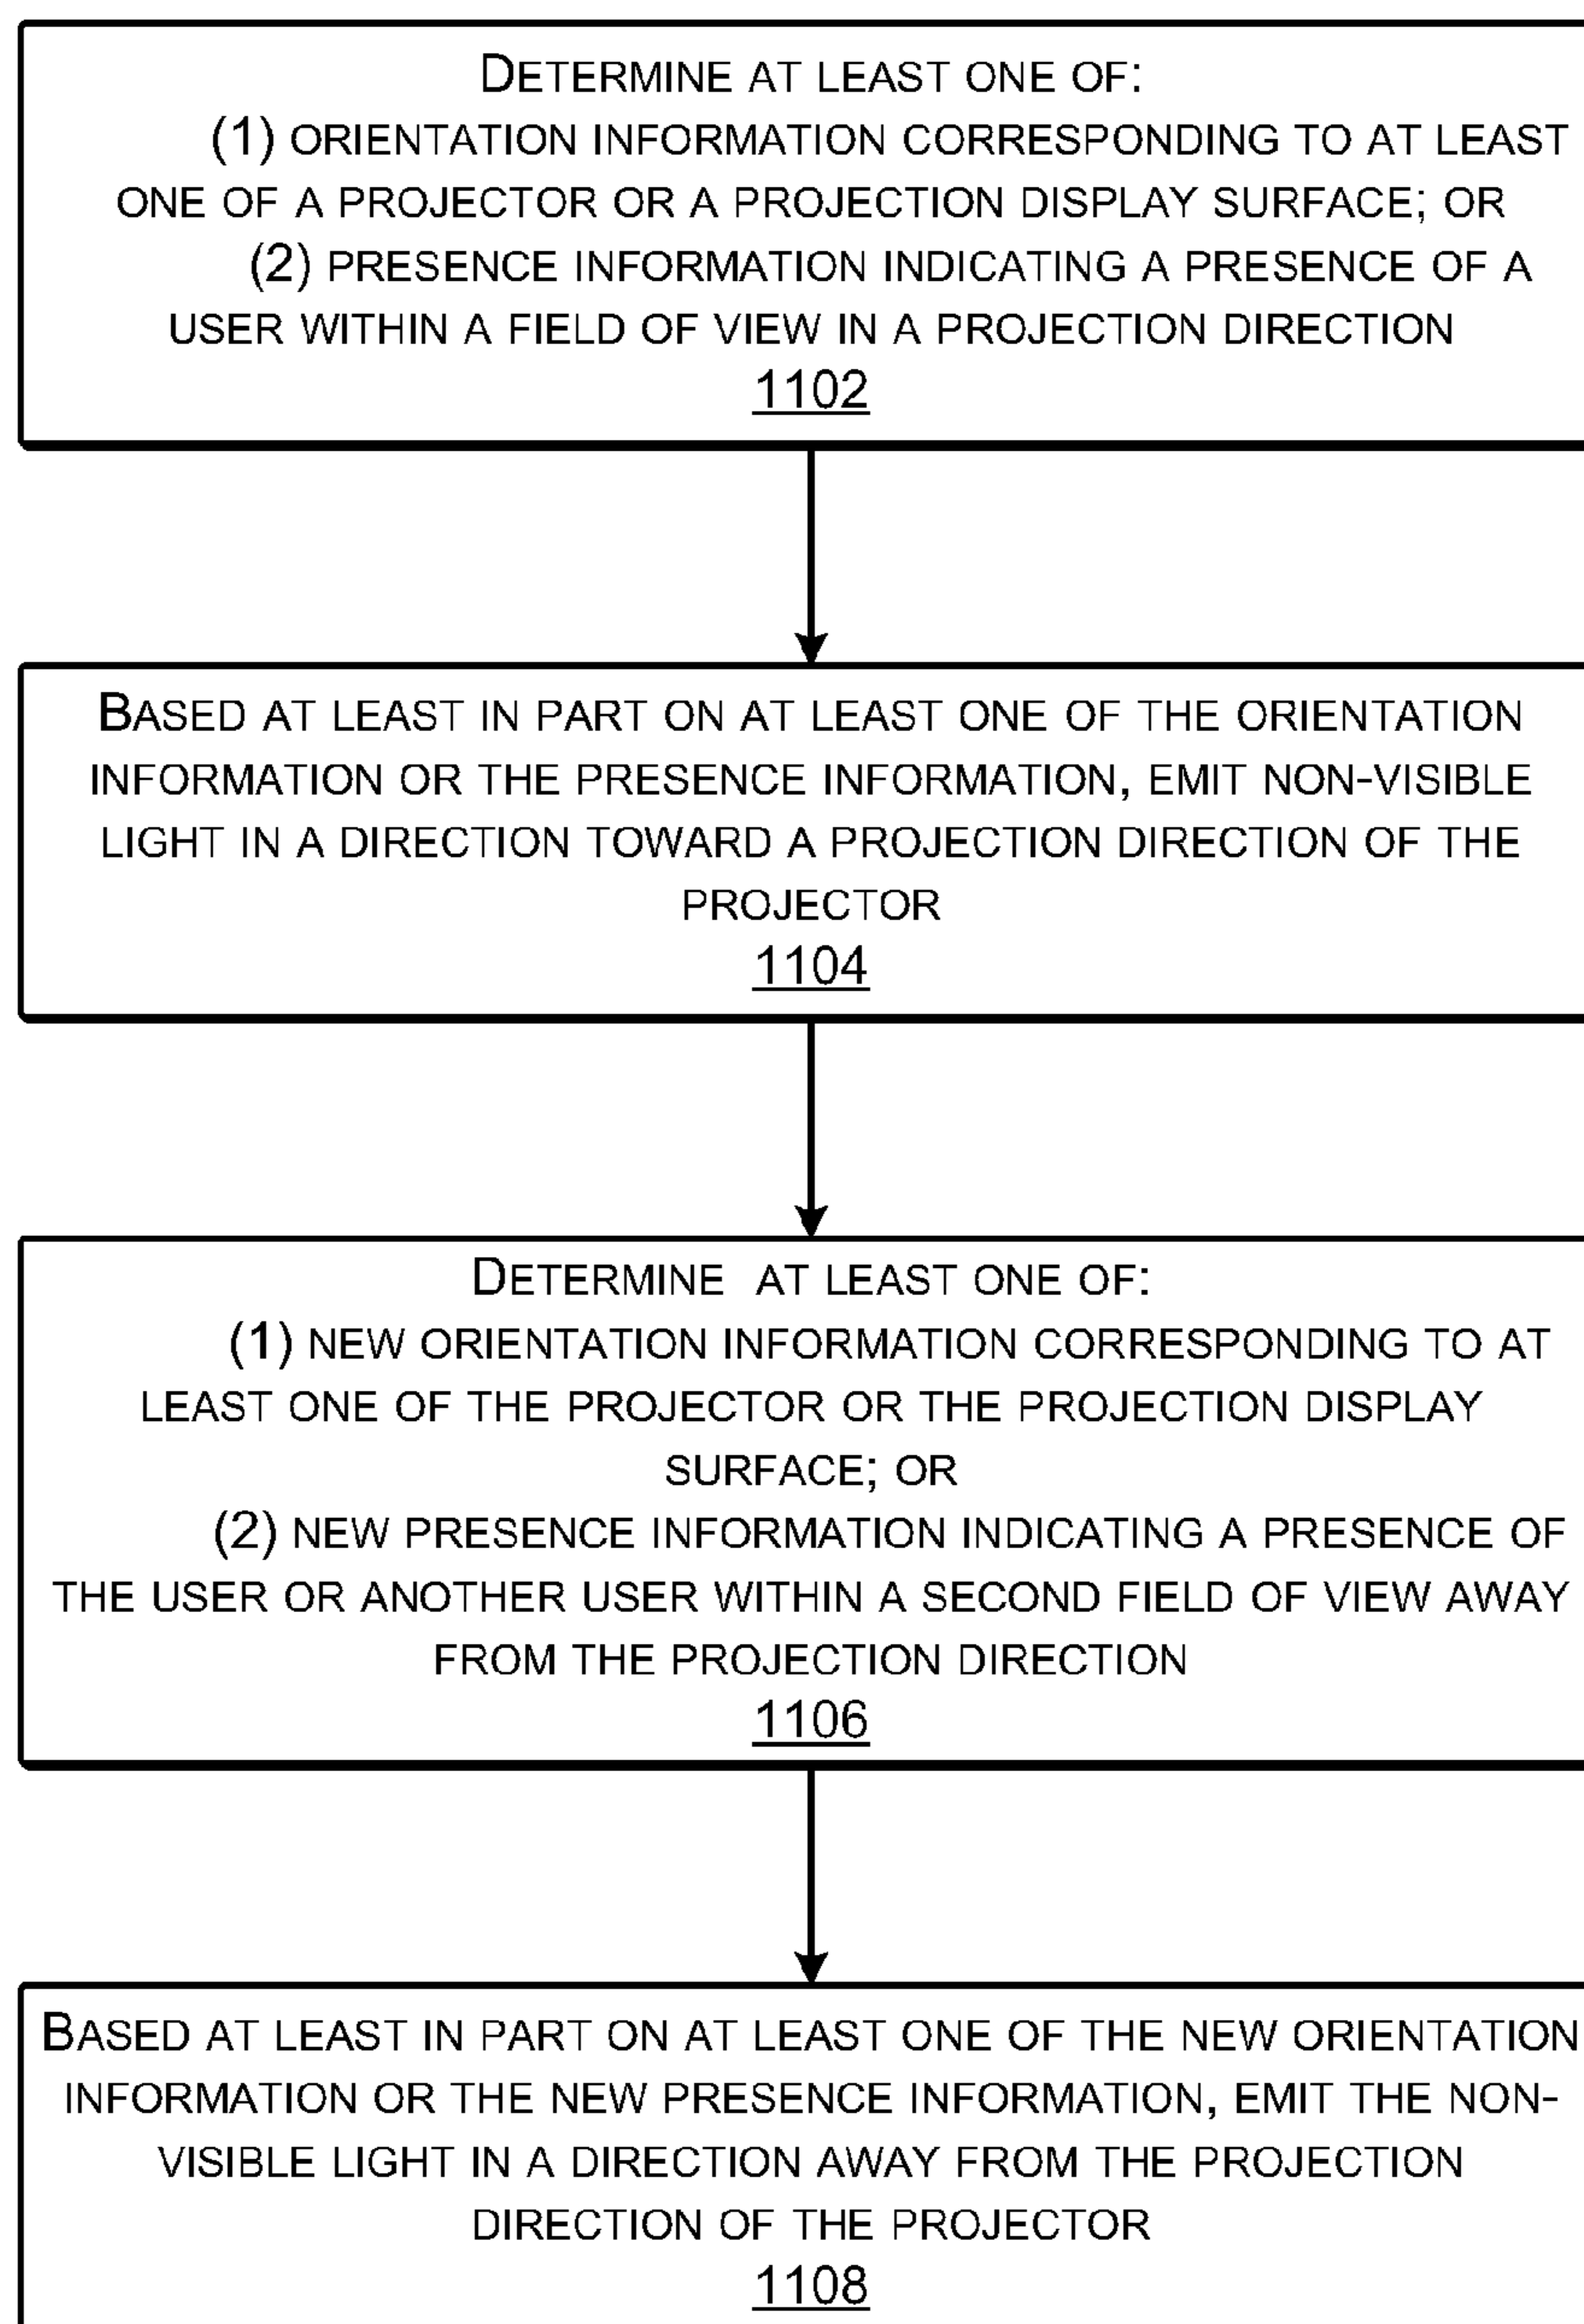 DETERMINE AT LEAST ONE OF:
(1) ORIENTATION INFORMATION CORRESPONDING TO AT LEAST
ONE OF A PROJECTOR OR A PROJECTION DISPLAY SURFACE; OR
(2) PRESENCE INFORMATION INDICATING A PRESENCE OF A
USER WITHIN A FIELD OF VIEW IN A PROJECTION DIRECTION
1102
BASED AT LEAST IN PART ON AT LEAST ONE OF THE ORIENTATION
INFORMATION OR THE PRESENCE INFORMATION, EMIT NON-VISIBLE
LIGHT IN A DIRECTION TOWARD A PROJECTION DIRECTION OF THE
PROJECTOR
1104
DETERMINE AT LEAST ONE OF:
(1) NEW ORIENTATION INFORMATION CORRESPONDING TO AT
LEAST ONE OF THE PROJECTOR OR THE PROJECTION DISPLAY
SURFACE; OR
(2) NEW PRESENCE INFORMATION INDICATING A PRESENCE OF
THE USER OR ANOTHER USER WITHIN A SECOND FIELD OF VIEW AWAY
FROM THE PROJECTION DIRECTION
1106
BASED AT LEAST IN PART ON AT LEAST ONE OF THE NEW ORIENTATION
INFORMATION OR THE NEW PRESENCE INFORMATION, EMIT THE NON-
VISIBLE LIGHT IN A DIRECTION AWAY FROM THE PROJECTION
DIRECTION OF THE PROJECTOR
1108